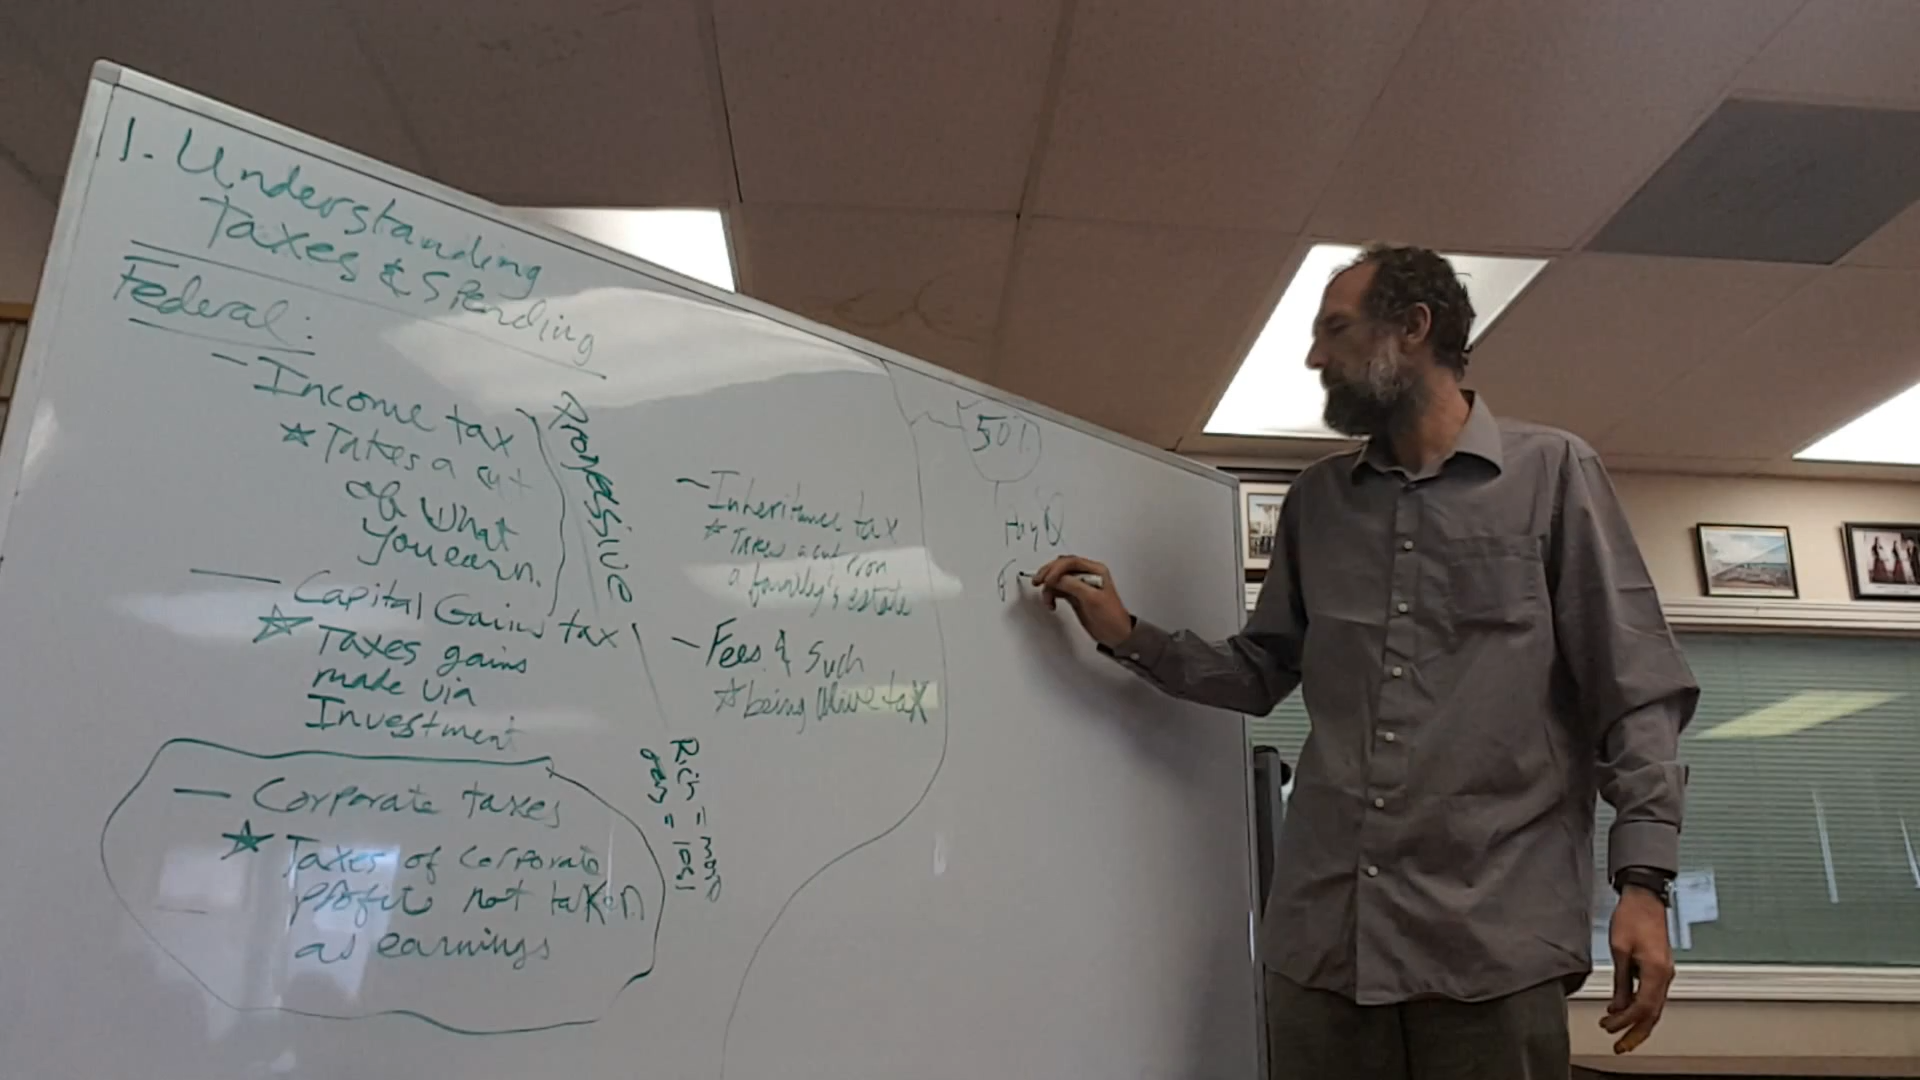 1. Understanding
Taxes & Spending
Federal:
- Income tax
☆ Takes a cut
of what
you earn.
Progressive
— Capital Gains tax
☆ Taxes gains
made via
Investment
— Corporate taxes
☆ Taxes of corporate
profits not taken
as earnings
Rich = more
- Inheritance tax
☆ Takes a cut from
a family's estate
- Fees & Such
☆ being alive tax